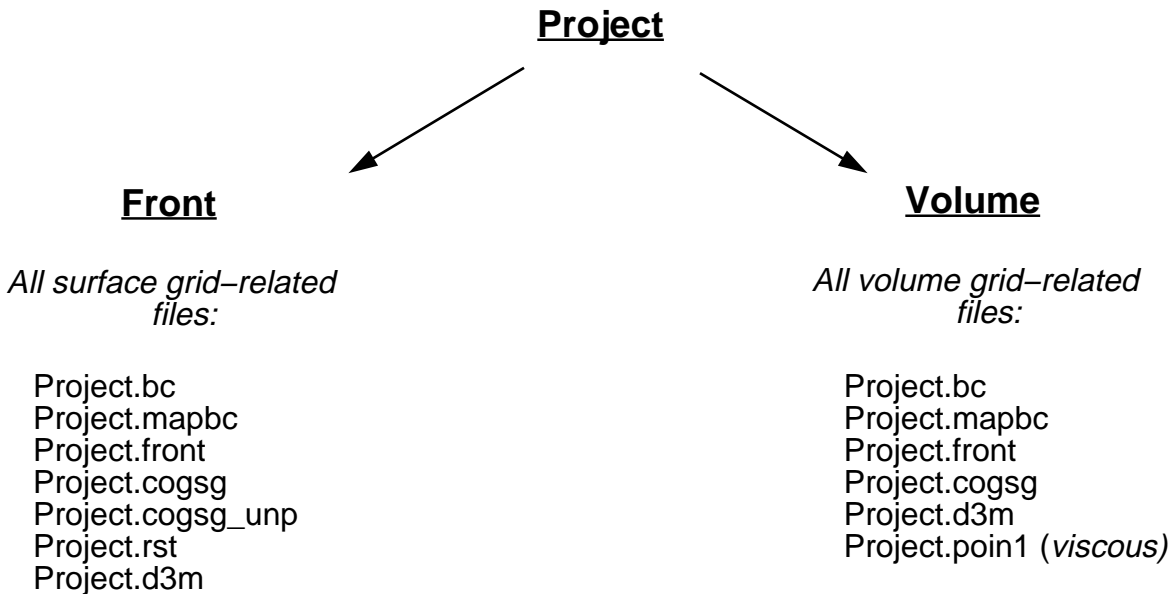 Project
Front
All surface grid–related
files:
Project.bc
Project.mapbc
Project.front
Project.cogsg
Project.cogsg_unp
Project.rst
Project.d3m
Volume
All volume grid–related
files:
Project.bc
Project.mapbc
Project.front
Project.cogsg
Project.d3m
Project.poin1 (viscous)